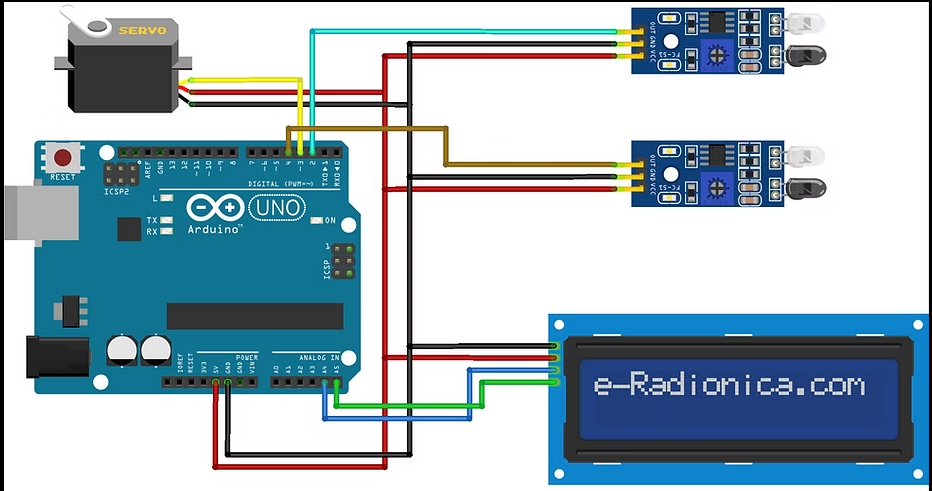 SERVO
OUT GND VCC
FC-51
OUT GND VCC
FC-51
RESET
ICSP2
AREF
GND
13
12
~11
~10
~9
8
7
~6
~5
4
~3
2
TX0 1
RX0 0
DIGITAL (PWM=~)
L
TX
RX
UNO
ON
Arduino™
ICSP
1
IOREF
RESET
3V3
5V
GND
GND
VIN
POWER
ANALOG IN
A0
A1
A2
A3
A4
A5
e-Radionica.com